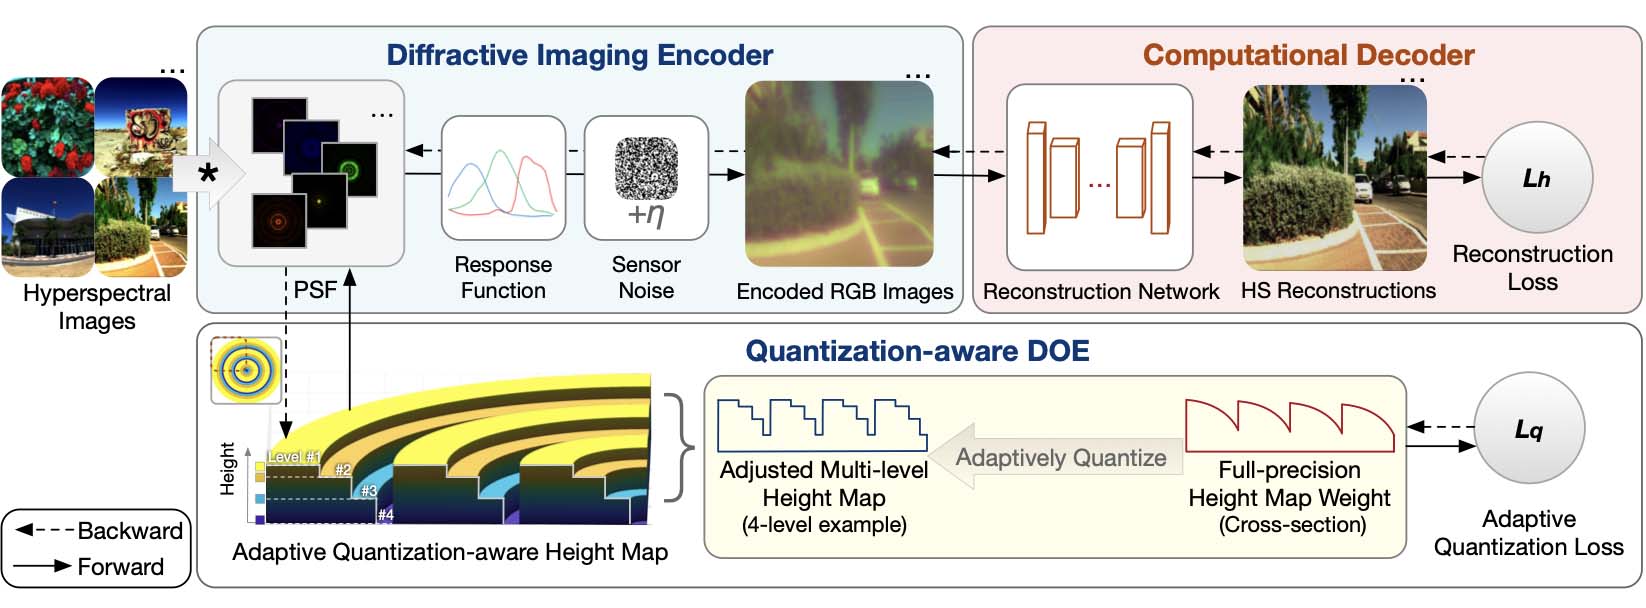 Diffractive Imaging Encoder
Computational Decoder
...
...
...
...
*
+η
...
Lh
PSF
Response
Function
Sensor
Noise
Encoded RGB Images
Reconstruction Network
HS Reconstructions
Reconstruction
Loss
Hyperspectral
Images
Quantization-aware DOE
Height
Level #1
#2
#3
#4
Adaptive Quantization-aware Height Map
Adjusted Multi-level
Height Map
(4-level example)
Adaptively Quantize
Full-precision
Height Map Weight
(Cross-section)
Lq
Adaptive
Quantization Loss
Backward
Forward